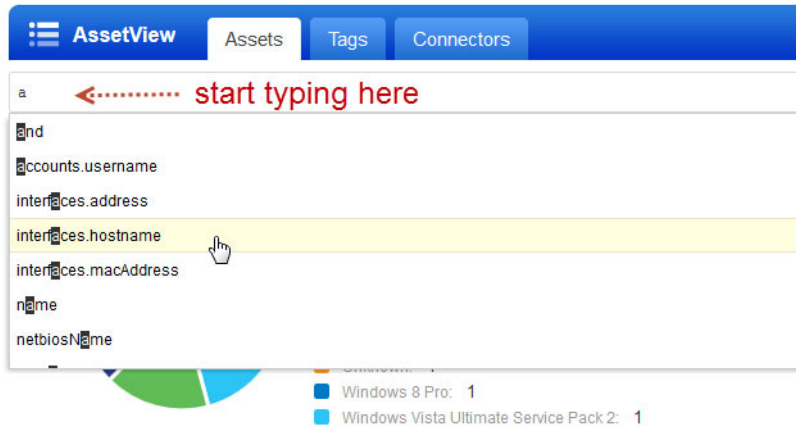 AssetView Assets Tags Connectors
a start typing here
and
accounts.username
interfaces.address
interfaces.hostname
interfaces.macAddress
name
netbiosName
Windows 8 Pro: 1
Windows Vista Ultimate Service Pack 2: 1